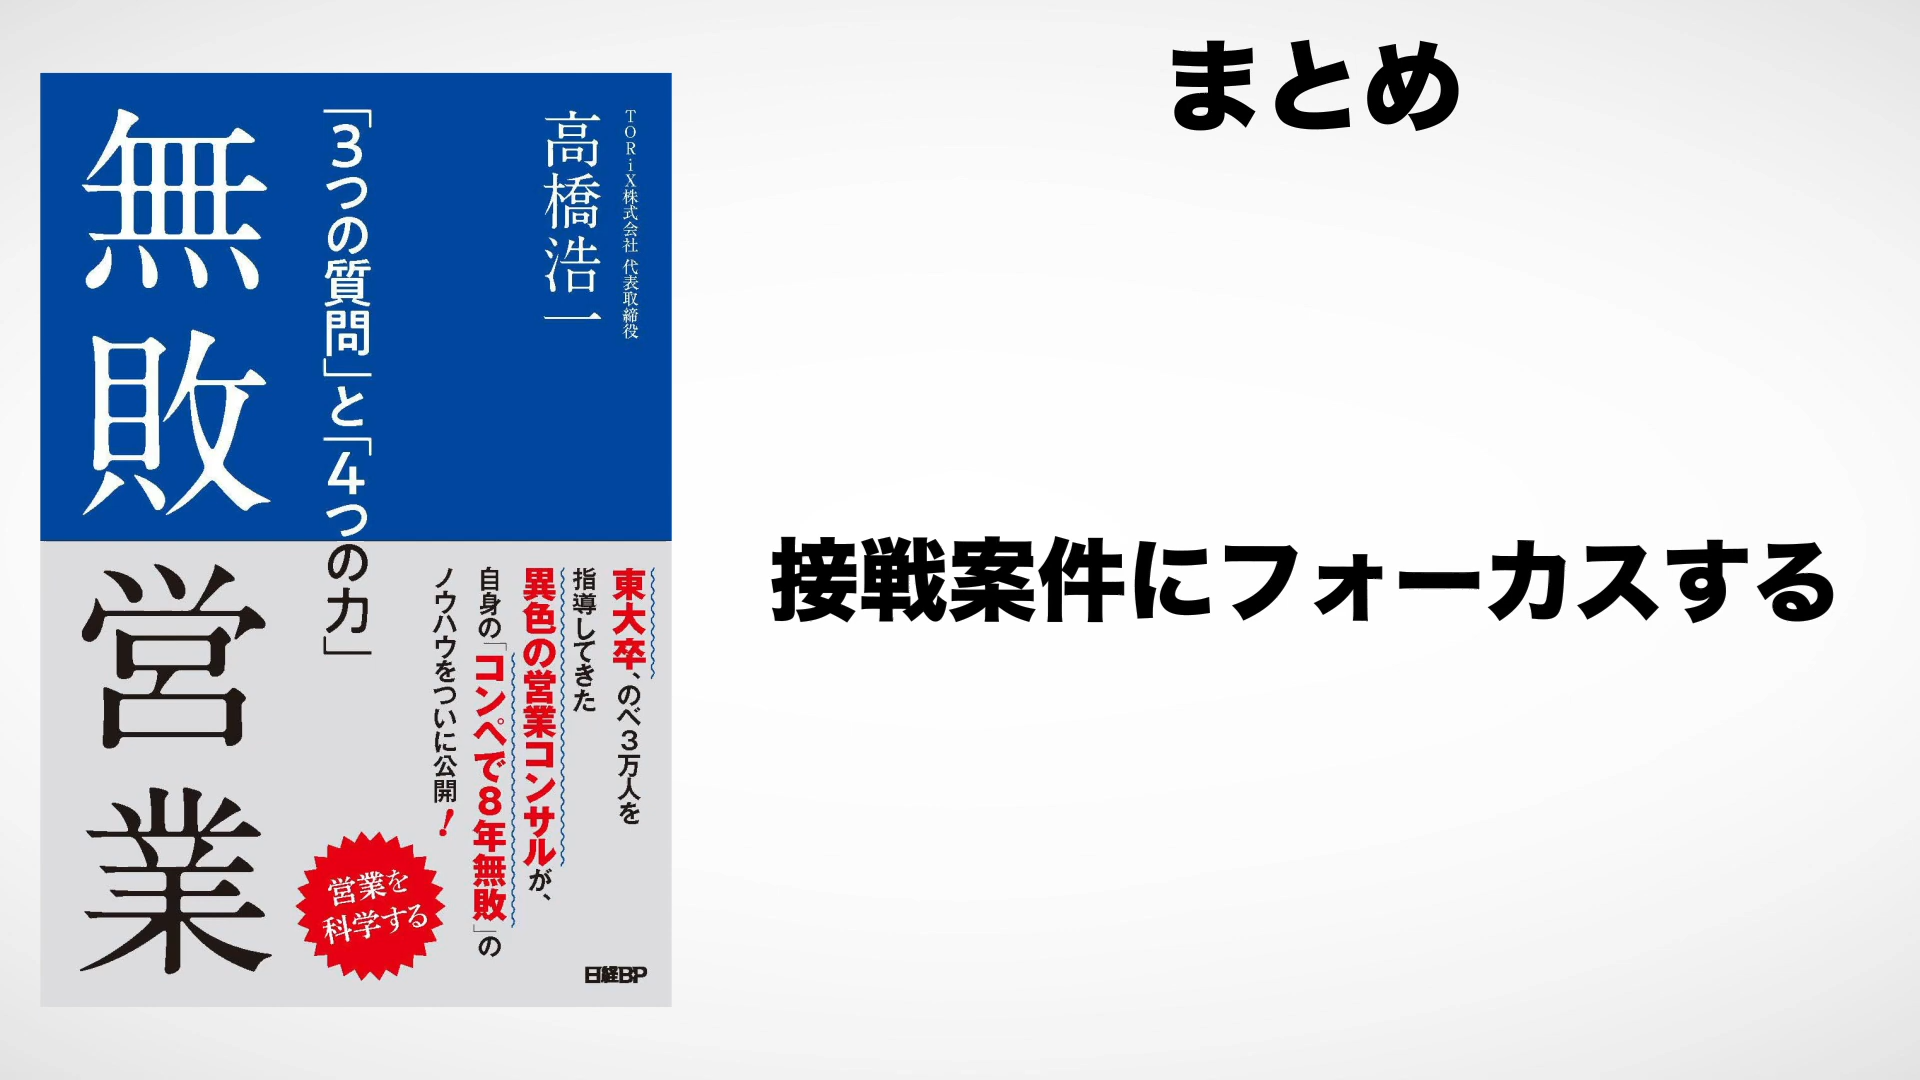 まとめ
接戦案件にフォーカスする
TORiX株式会社 代表取締役
高橋浩一
「3つの質問」と「4つの力」
無敗営業
東大卒、のべ3万人を
指導してきた
異色の営業コンサルが、
自身の「コンペで8年無敗」の
ノウハウをついに公開!
営業を
科学する
日経BP